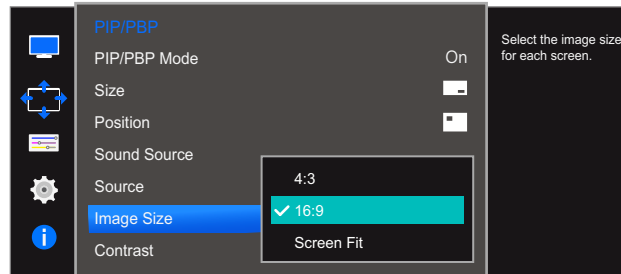 PIP/PBP
PIP/PBP Mode On
Size
Position
Sound Source
Source
Image Size
Contrast
4:3
16:9
Screen Fit
Select the image size
for each screen.